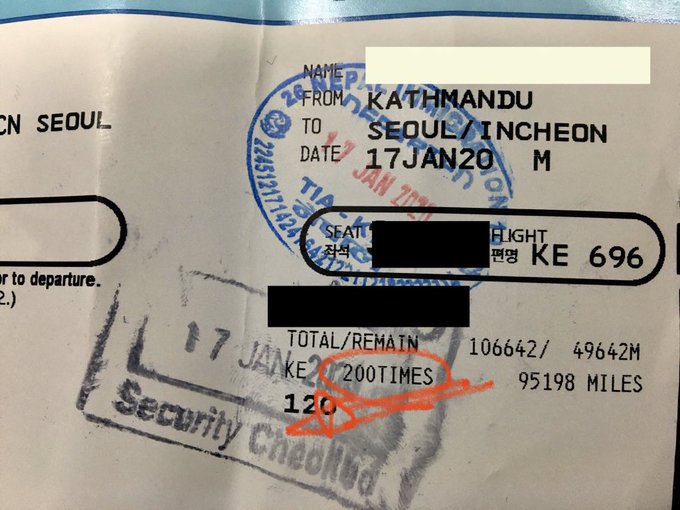 CN SEOUL
or to departure.
2.)
NAME
FROM KATHMANDU
TO SEOUL/INCHEON
DATE 17JAN20 M
NEPAL IMMIGRATION
17 JAN 2020
SEAT
좌석
FLIGHT
편명 KE 696
TOTAL/REMAIN 106642/ 49642M
KE 200TIMES 95198 MILES
120
17 JAN 20
Security Checked